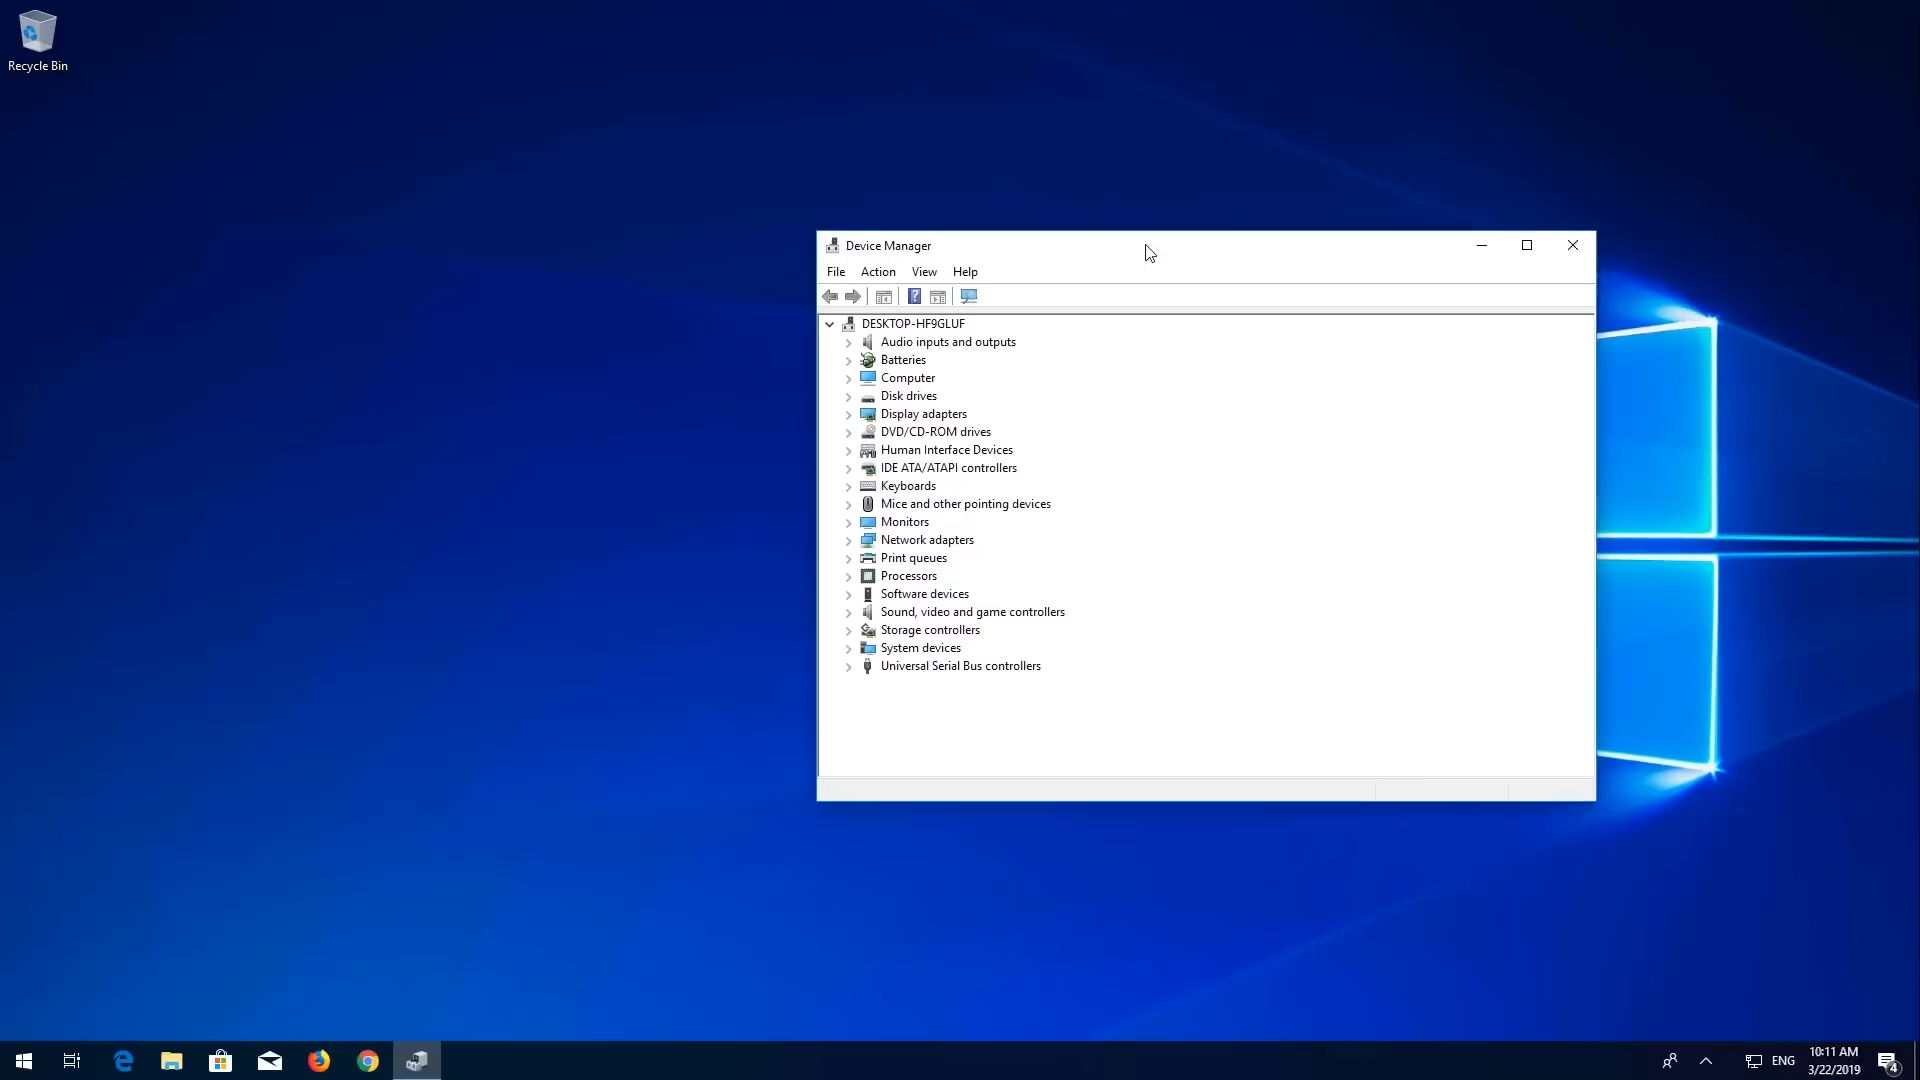 Recycle Bin
Device Manager
File Action View Help
DESKTOP-HF9GLUF
Audio inputs and outputs
Batteries
Computer
Disk drives
Display adapters
DVD/CD-ROM drives
Human Interface Devices
IDE ATA/ATAPI controllers
Keyboards
Mice and other pointing devices
Monitors
Network adapters
Print queues
Processors
Software devices
Sound, video and game controllers
Storage controllers
System devices
Universal Serial Bus controllers
ENG
10:11 AM
3/22/2019
4